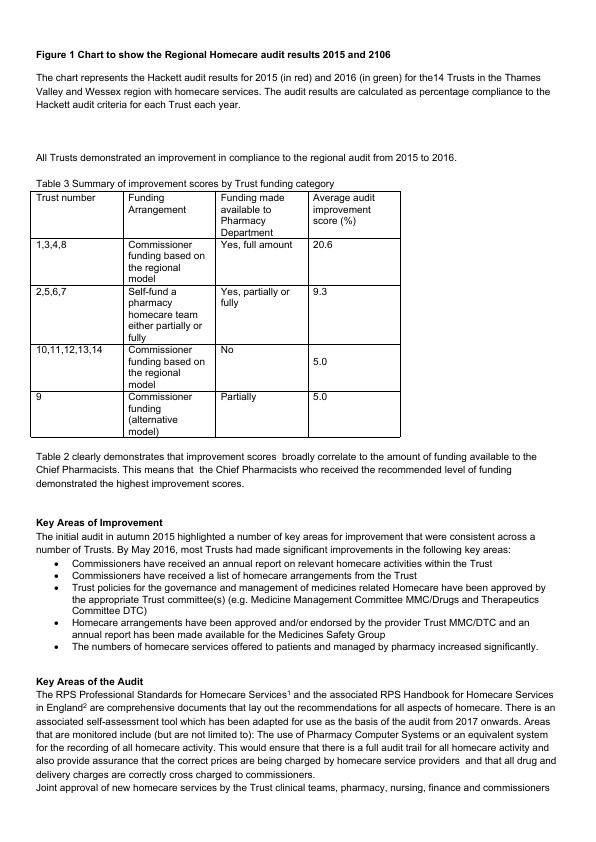 Figure 1 Chart to show the Regional Homecare audit results 2015 and 2106
The chart represents the Hackett audit results for 2015 (in red) and 2016 (in green) for the14 Trusts in the Thames
Valley and Wessex region with homecare services. The audit results are calculated as percentage compliance to the
Hackett audit criteria for each Trust each year.
All Trusts demonstrated an improvement in compliance to the regional audit from 2015 to 2016.
Table 3 Summary of improvement scores by Trust funding category
Trust number
Funding
Arrangement
Funding made
available to
Pharmacy
Department
Average audit
improvement
score (%)
1,3,4,8
Commissioner
funding based on
the regional
model
Yes, full amount
20.6
2,5,6,7
Self-fund a
pharmacy
homecare team
either partially or
fully
Yes, partially or
fully
9.3
10,11,12,13,14
Commissioner
funding based on
the regional
model
No
5.0
9
Commissioner
funding
(alternative
model)
Partially
5.0
Table 2 clearly demonstrates that improvement scores broadly correlate to the amount of funding available to the
Chief Pharmacists. This means that the Chief Pharmacists who received the recommended level of funding
demonstrated the highest improvement scores.
Key Areas of Improvement
The initial audit in autumn 2015 highlighted a number of key areas for improvement that were consistent across a
number of Trusts. By May 2016, most Trusts had made significant improvements in the following key areas:
• Commissioners have received an annual report on relevant homecare activities within the Trust
• Commissioners have received a list of homecare arrangements from the Trust
• Trust policies for the governance and management of medicines related Homecare have been approved by
the appropriate Trust committee(s) (e.g. Medicine Management Committee MMC/Drugs and Therapeutics
Committee DTC)
• Homecare arrangements have been approved and/or endorsed by the provider Trust MMC/DTC and an
annual report has been made available for the Medicines Safety Group
• The numbers of homecare services offered to patients and managed by pharmacy increased significantly.
Key Areas of the Audit
The RPS Professional Standards for Homecare Services¹ and the associated RPS Handbook for Homecare Services
in England² are comprehensive documents that lay out the recommendations for all aspects of homecare. There is an
associated self-assessment tool which has been adapted for use as the basis of the audit from 2017 onwards. Areas
that are monitored include (but are not limited to): The use of Pharmacy Computer Systems or an equivalent system
for the recording of all homecare activity. This would ensure that there is a full audit trail for all homecare activity and
also provide assurance that the correct prices are being charged by homecare service providers and that all drug and
delivery charges are correctly cross charged to commissioners.
Joint approval of new homecare services by the Trust clinical teams, pharmacy, nursing, finance and commissioners